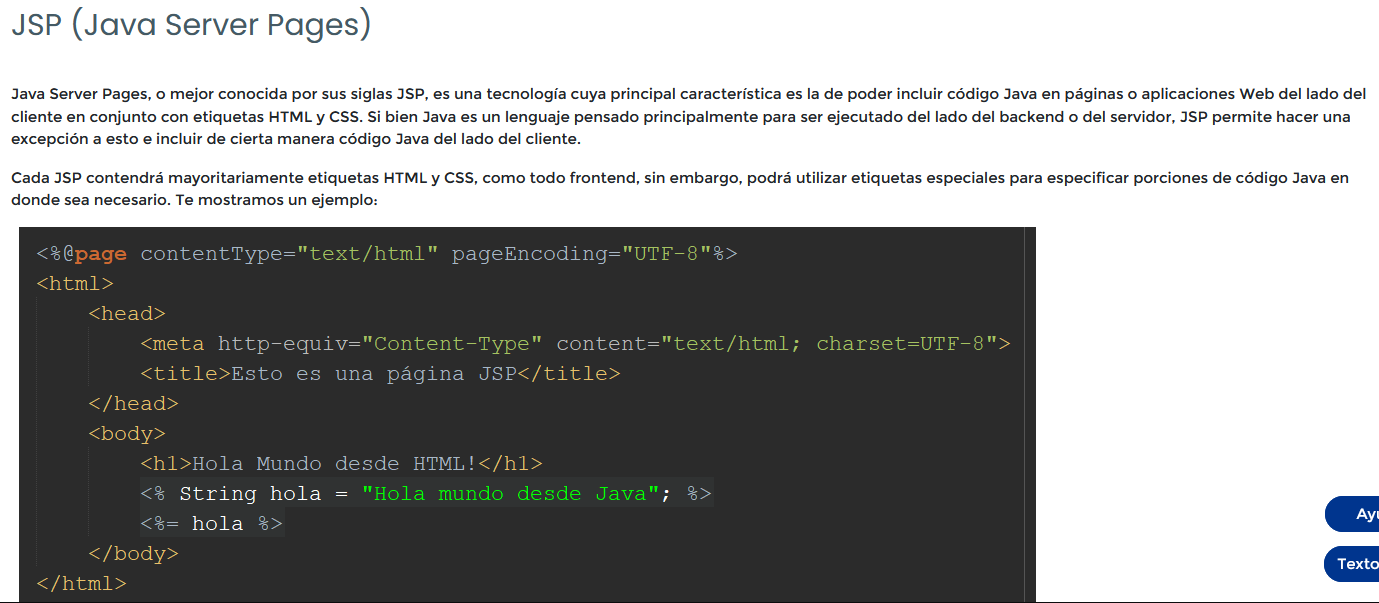 JSP (Java Server Pages)
Java Server Pages, o mejor conocida por sus siglas JSP, es una tecnología cuya principal característica es la de poder incluir código Java en páginas o aplicaciones Web del lado del
cliente en conjunto con etiquetas HTML y CSS. Si bien Java es un lenguaje pensado principalmente para ser ejecutado del lado del backend o del servidor, JSP permite hacer una
excepción a esto e incluir de cierta manera código Java del lado del cliente.
Cada JSP contendrá mayoritariamente etiquetas HTML y CSS, como todo frontend, sin embargo, podrá utilizar etiquetas especiales para especificar porciones de código Java en
donde sea necesario. Te mostramos un ejemplo:
<%@page contentType="text/html" pageEncoding="UTF-8"%>
<html>
<head>
<meta http-equiv="Content-Type" content="text/html; charset=UTF-8">
<title>Esto es una página JSP</title>
</head>
<body>
<h1>Hola Mundo desde HTML!</h1>
<% String hola = "Hola mundo desde Java"; %>
<%= hola %>
</body>
</html>
Texto